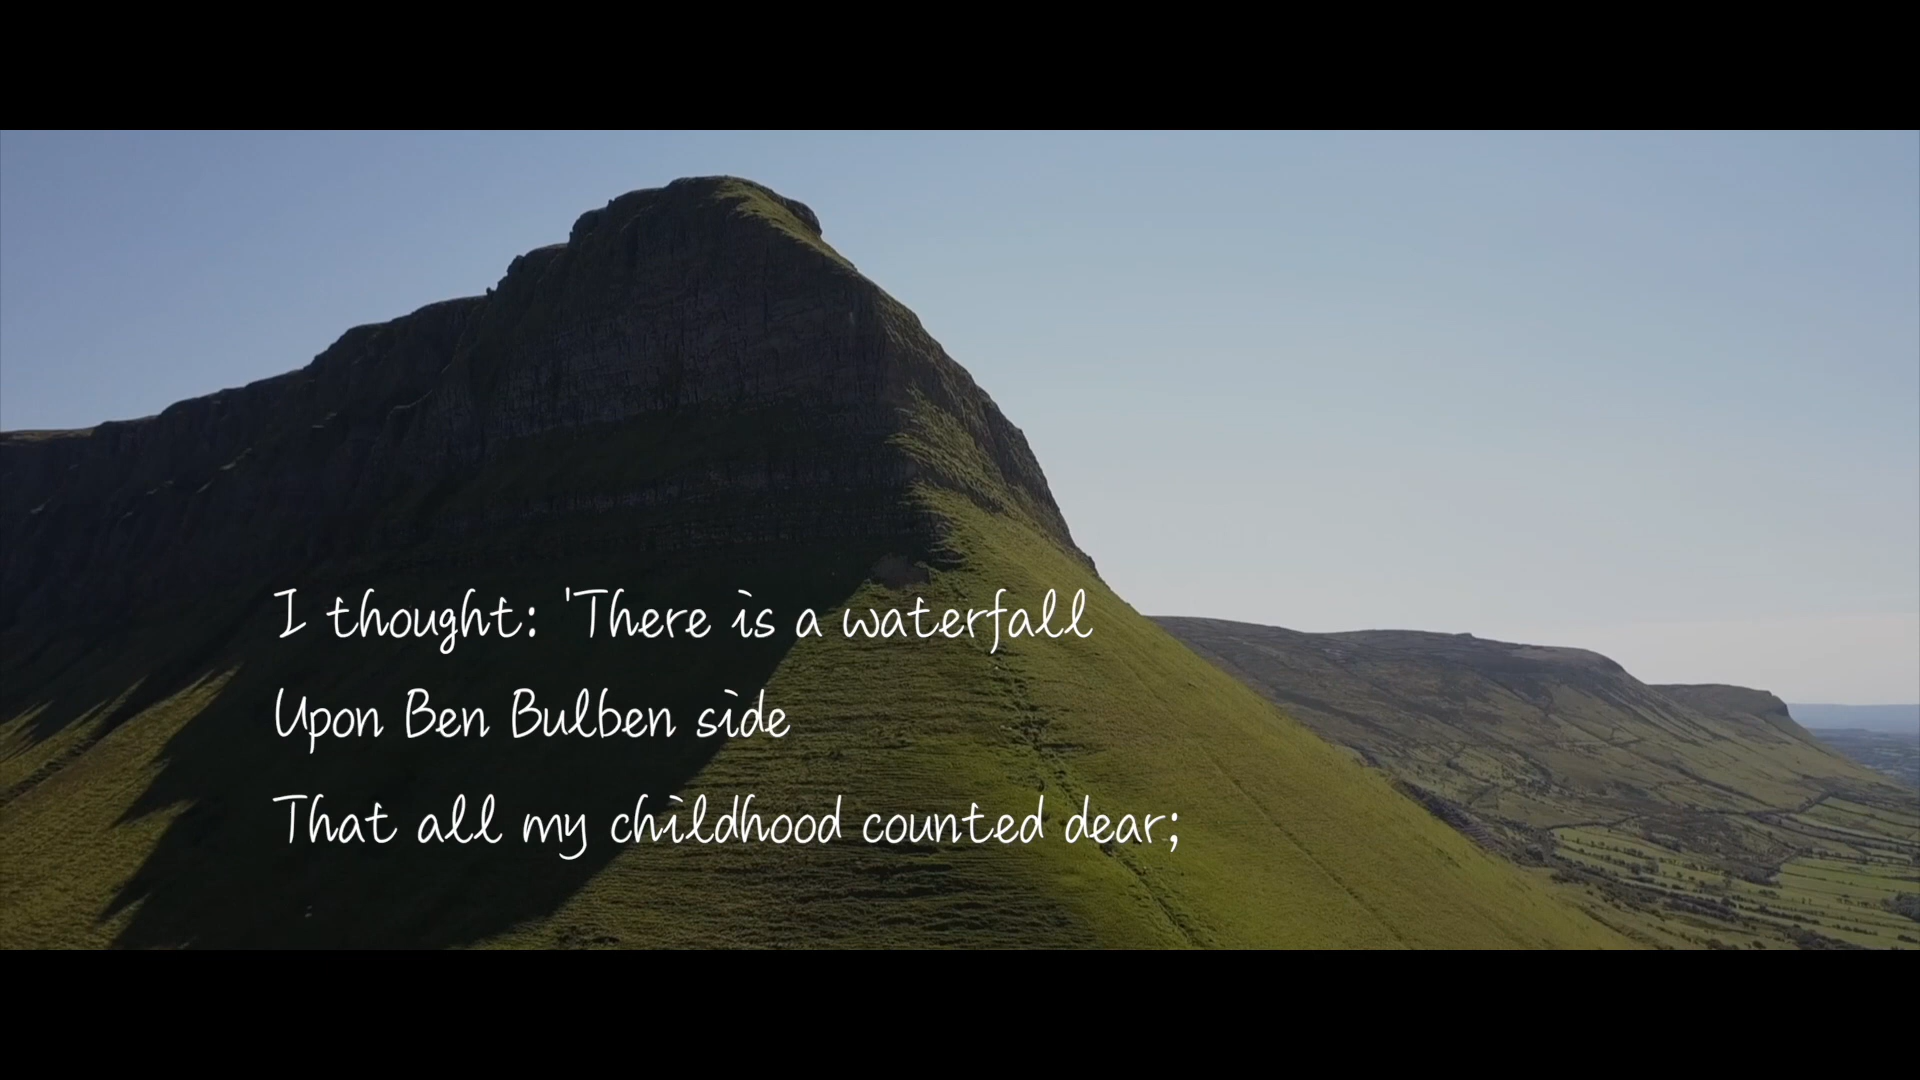 I thought: 'There is a waterfall
Upon Ben Bulben side
That all my childhood counted dear;